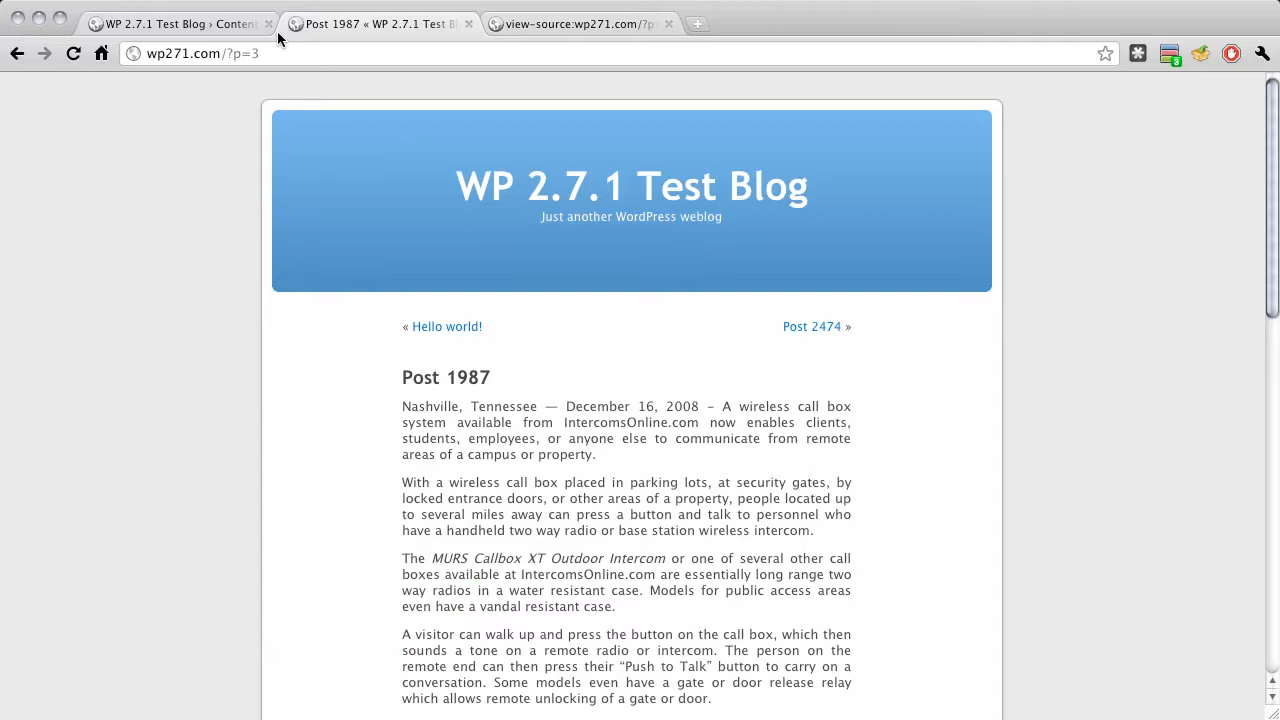 WP 2.7.1 Test Blog › Content
Post 1987 « WP 2.7.1 Test Bl
view-source:wp271.com/?p
wp271.com/?p=3
3
WP 2.7.1 Test Blog
Just another WordPress weblog
« Hello world!
Post 2474 »
Post 1987
Nashville, Tennessee — December 16, 2008 – A wireless call box
system available from IntercomsOnline.com now enables clients,
students, employees, or anyone else to communicate from remote
areas of a campus or property.
With a wireless call box placed in parking lots, at security gates, by
locked entrance doors, or other areas of a property, people located up
to several miles away can press a button and talk to personnel who
have a handheld two way radio or base station wireless intercom.
The MURS Callbox XT Outdoor Intercom or one of several other call
boxes available at IntercomsOnline.com are essentially long range two
way radios in a water resistant case. Models for public access areas
even have a vandal resistant case.
A visitor can walk up and press the button on the call box, which then
sounds a tone on a remote radio or intercom. The person on the
remote end can then press their “Push to Talk” button to carry on a
conversation. Some models even have a gate or door release relay
which allows remote unlocking of a gate or door.